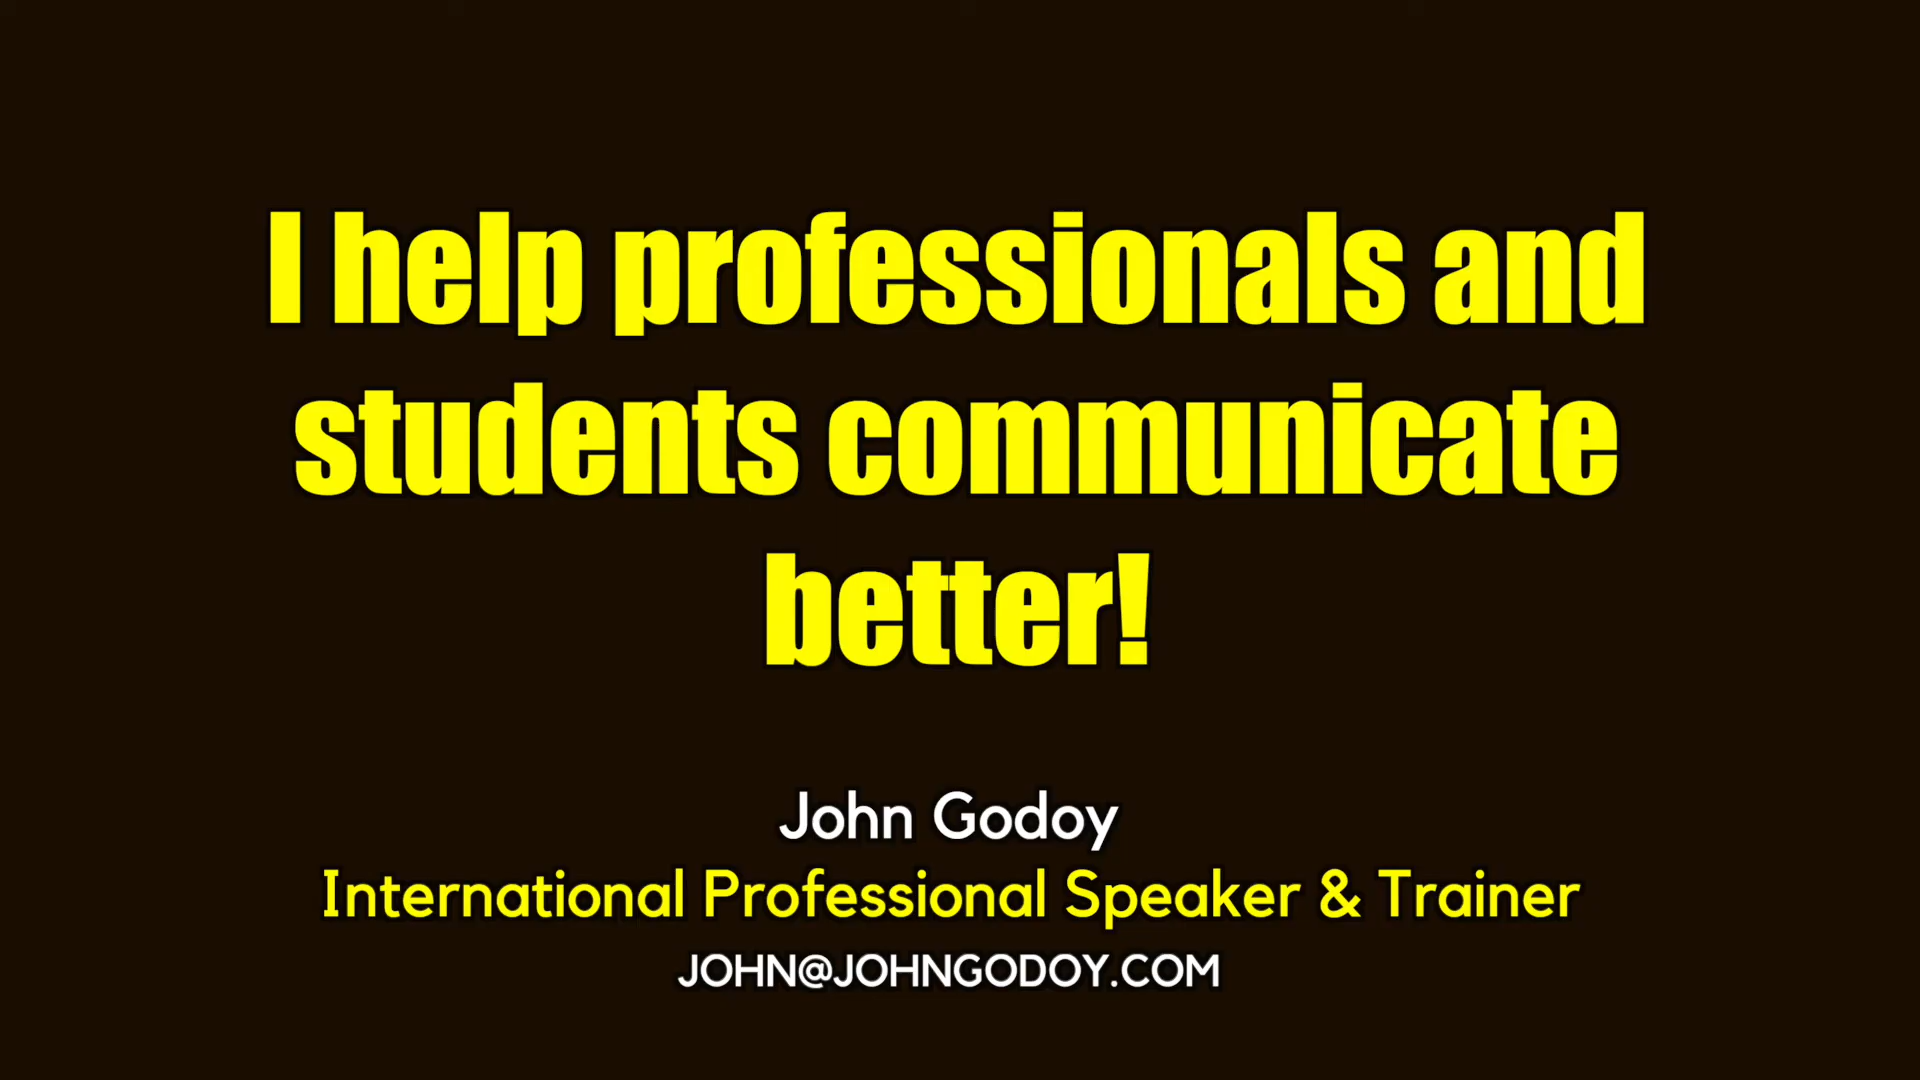 I help professionals and
students communicate
better!
John Godoy
International Professional Speaker & Trainer
JOHN@JOHNGODOY.COM